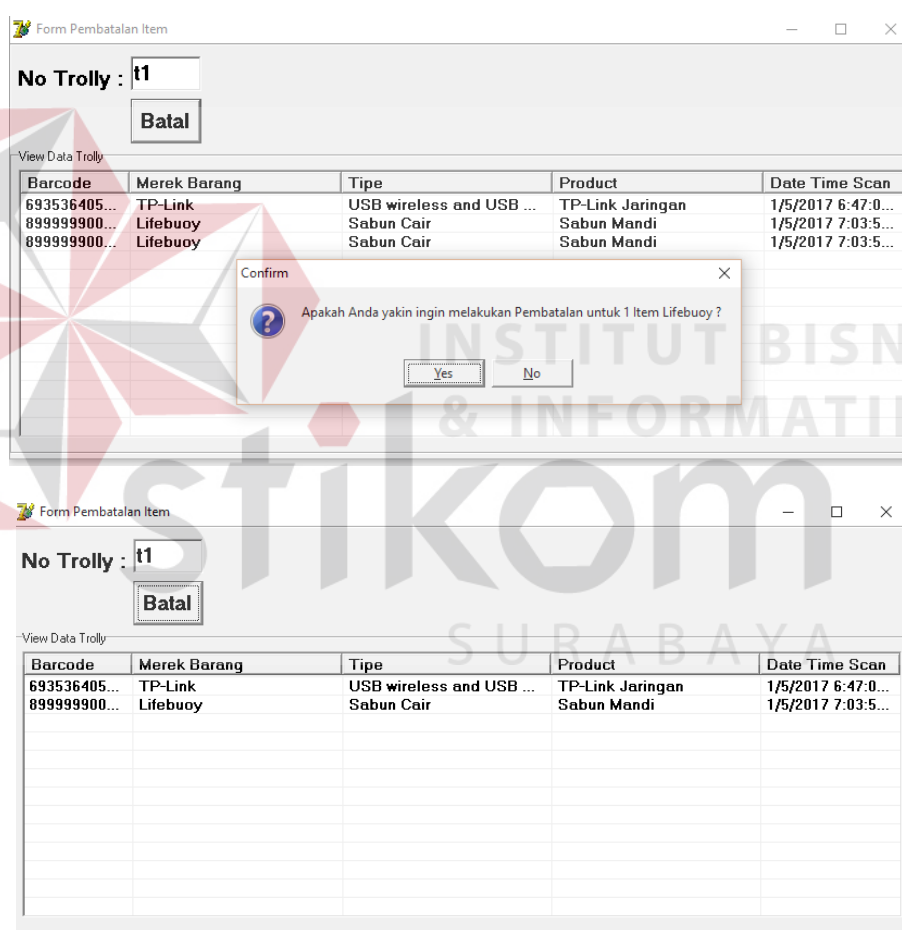 Form Pembatalan Item
No Trolly : t1
Batal
View Data Trolly
Barcode Merek Barang Tipe Product Date Time Scan
693536405... TP-Link USB wireless and USB ... TP-Link Jaringan 1/5/2017 6:47:0...
899999900... Lifebuoy Sabun Cair Sabun Mandi 1/5/2017 7:03:5...
899999900... Lifebuoy Sabun Cair Sabun Mandi 1/5/2017 7:03:5...
Confirm
Apakah Anda yakin ingin melakukan Pembatalan untuk 1 Item Lifebuoy ?
Yes No
INSTITUT BISN
& INFORMATI
stikom
SURABAYA
Form Pembatalan Item
No Trolly : t1
Batal
View Data Trolly
Barcode Merek Barang Tipe Product Date Time Scan
693536405... TP-Link USB wireless and USB ... TP-Link Jaringan 1/5/2017 6:47:0...
899999900... Lifebuoy Sabun Cair Sabun Mandi 1/5/2017 7:03:5...